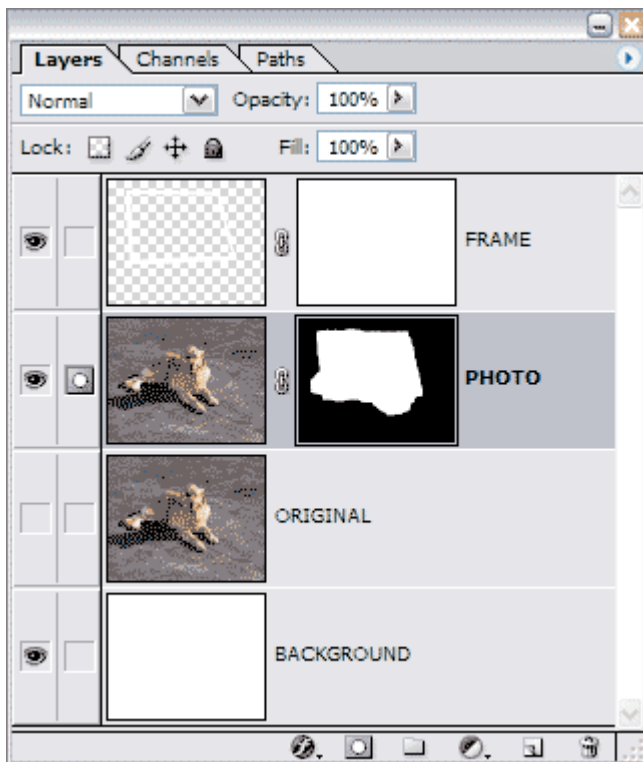 Layers Channels Paths
Normal Opacity: 100%
Lock: Fill: 100%
FRAME
PHOTO
ORIGINAL
BACKGROUND